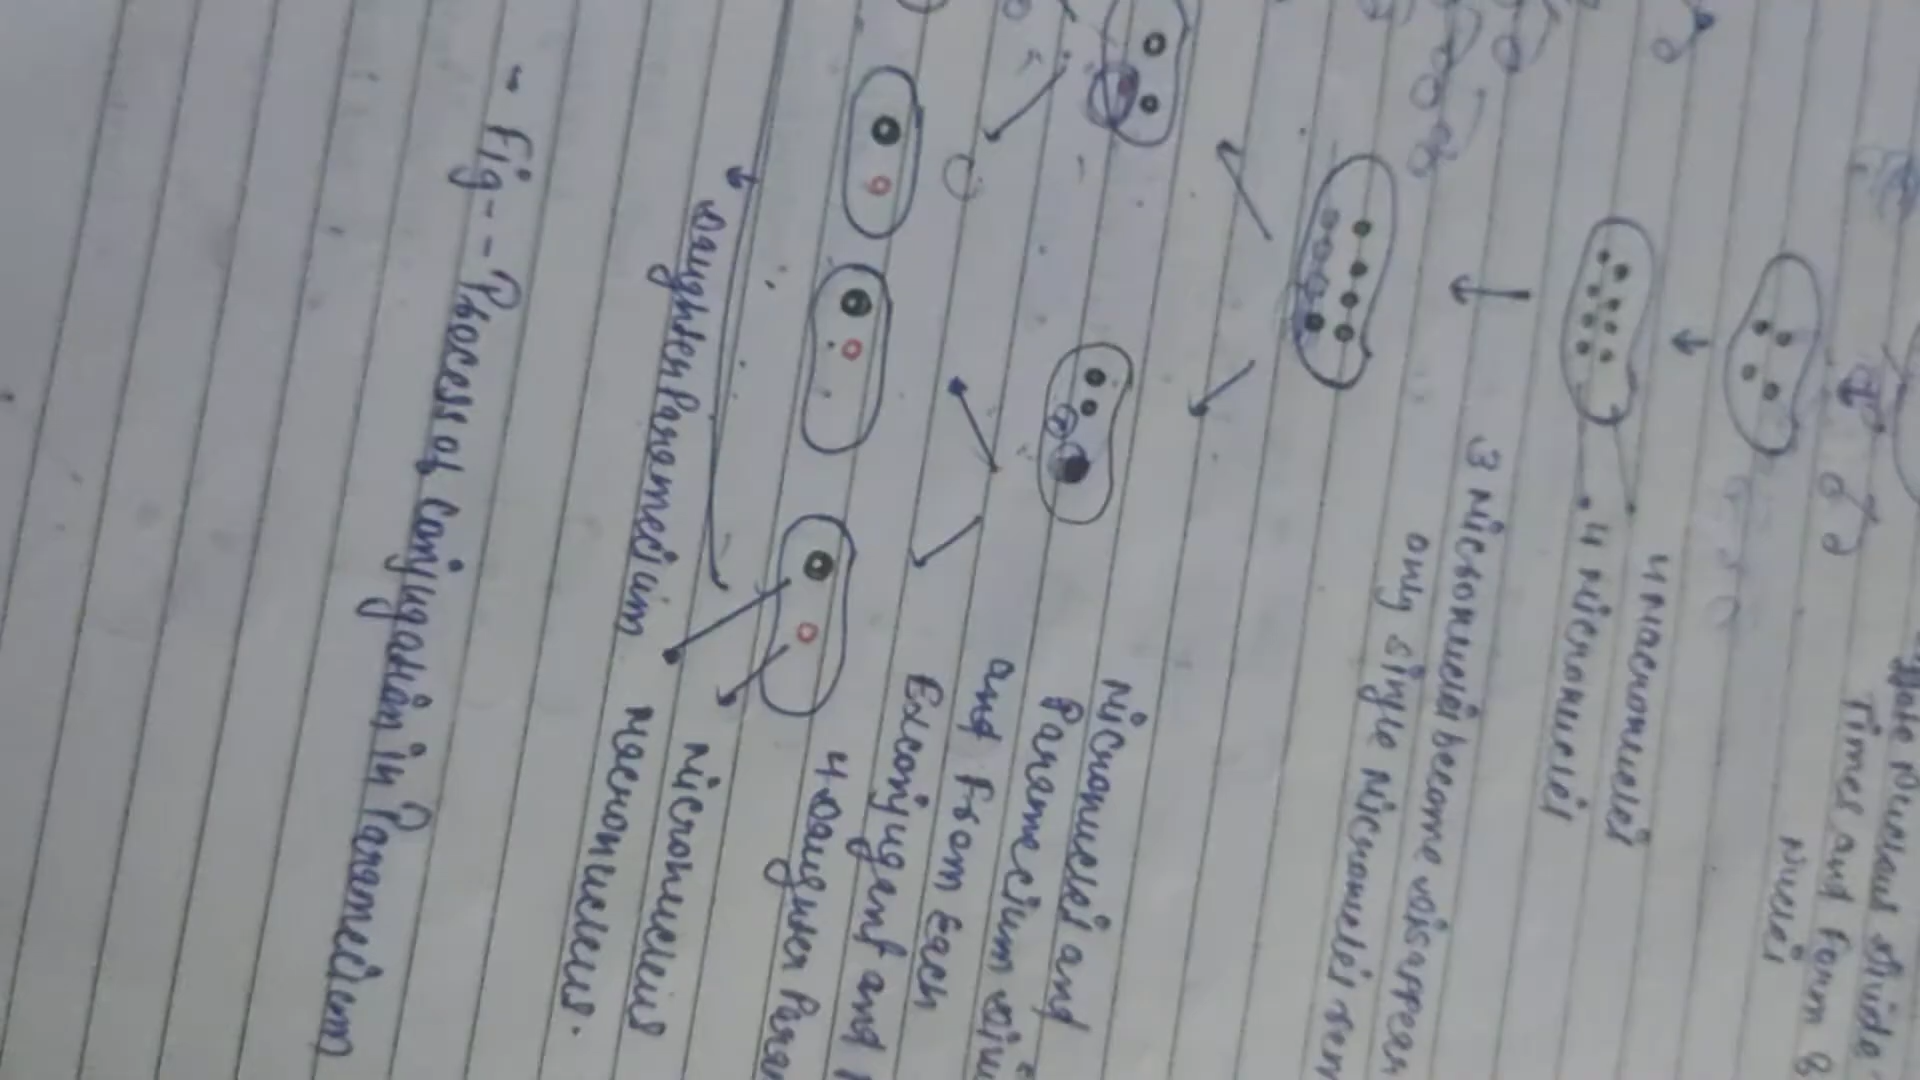 Times and Form 8
Nuclei
4 Macronuclei
4 Micronuclei
3 Micronuclei become disappear
only single Micronuclei
Micronuclei and
Paramecium
and From Each
Exconjugant and
4 Daughter
Micronucleus
Macronucleus.
Daughter Paramecium
- Fig - - Process of Conjugation in Paramecium